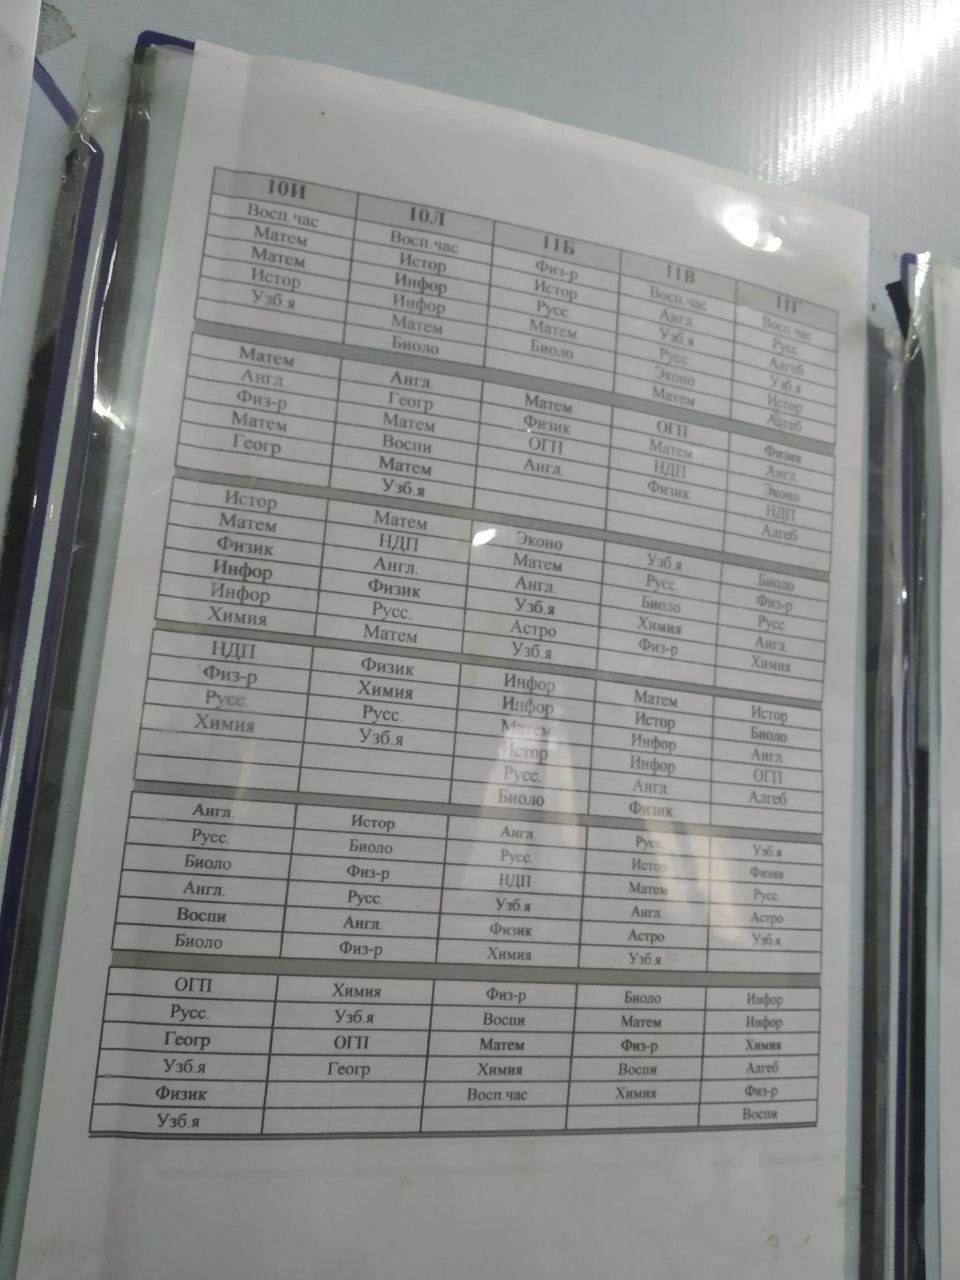 10И 10Л 11Б 11В 11Г
Восп.час Восп.час Физ-р Восп.час Восп.час
Матем Истор Истор Англ. Русс.
Матем Инфор Русс. Узб.я Алгеб
Истор Инфор Матем Русс Узб.я
Узб.я Матем Биоло Эконо Истор
Биоло Матем Алгеб
Матем Англ. Матем ОГП Физик
Англ. Геогр Физик Матем Англ
Физ-р Матем ОГП НДП Эконо
Матем Воспи Англ. Физик НДП
Геогр Матем Алгеб
Узб.я
Истор Матем Эконо Узб.я Биоло
Матем НДП Матем Русс Физ-р
Физик Англ. Англ. Биоло Русс
Инфор Физик Узб.я Химия Англ.
Инфор Русс. Астро Физ-р Химия
Химия Матем Узб.я
НДП Физик Инфор Матем Истор
Физ-р Химия Инфор Истор Биоло
Русс. Русс. Матем Инфор Англ.
Химия Узб.я Истор Инфор ОГП
Русс. Англ. Алгеб
Биоло Физик
Англ. Истор Англ. Русс. Узб.я
Русс. Биоло Русс. Истор Физик
Биоло Физ-р НДП Матем Русс
Англ. Русс. Узб.я Англ. Астро
Воспи Англ. Физик Астро Узб.я
Биоло Физ-р Химия Узб.я
ОГП Химия Физ-р Биоло Инфор
Русс. Узб.я Воспи Матем Инфор
Геогр ОГП Матем Физ-р Химия
Узб.я Геогр Химия Воспи Алгеб
Физик Восп.час Химия Физ-р
Узб.я Воспи